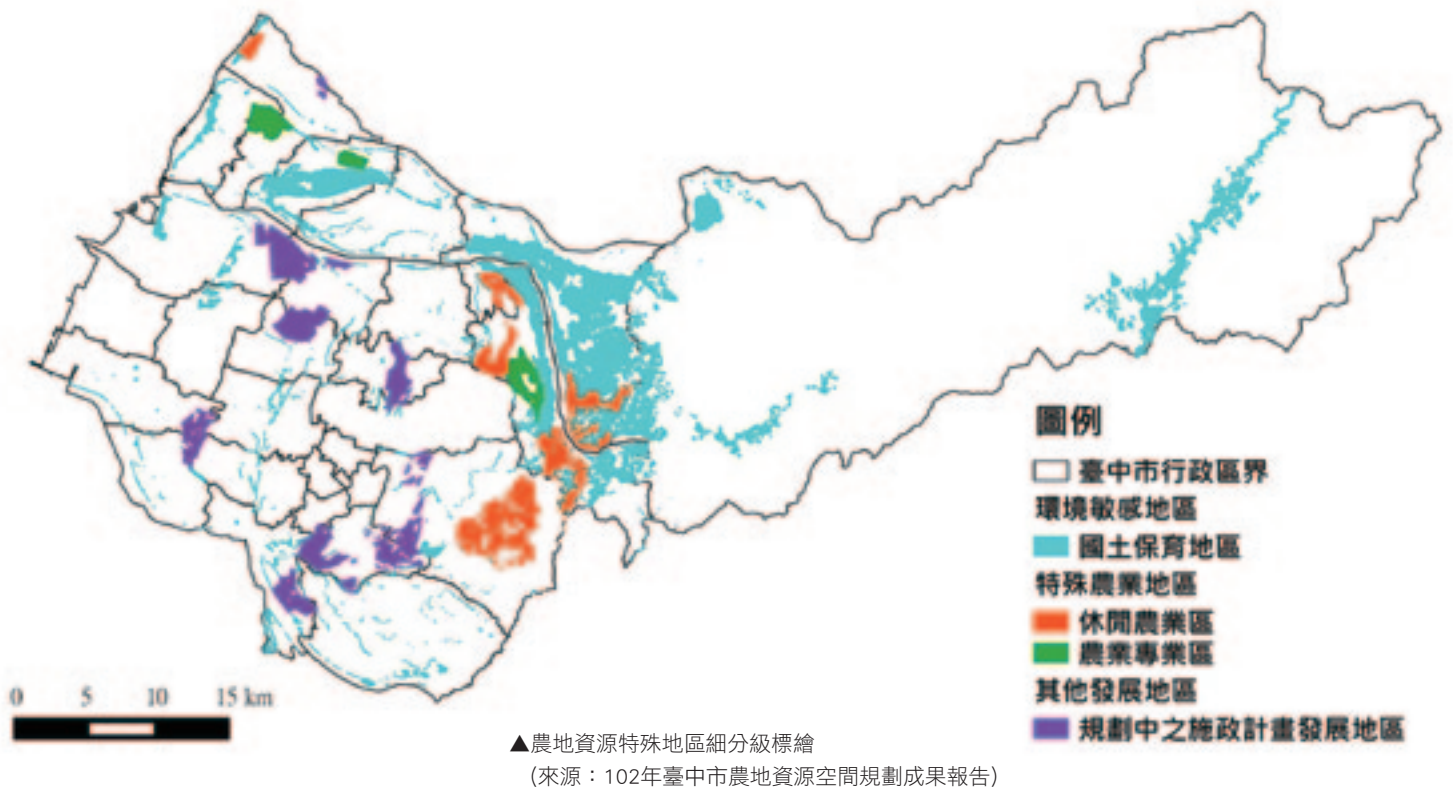 圖例
臺中市行政區界
環境敏感地區
國土保育地區
特殊農業地區
休閒農業區
農業專業區
其他發展地區
規劃中之施政計畫發展地區
0 5 10 15 km
▲農地資源特殊地區細分級標繪
(來源：102年臺中市農地資源空間規劃成果報告)